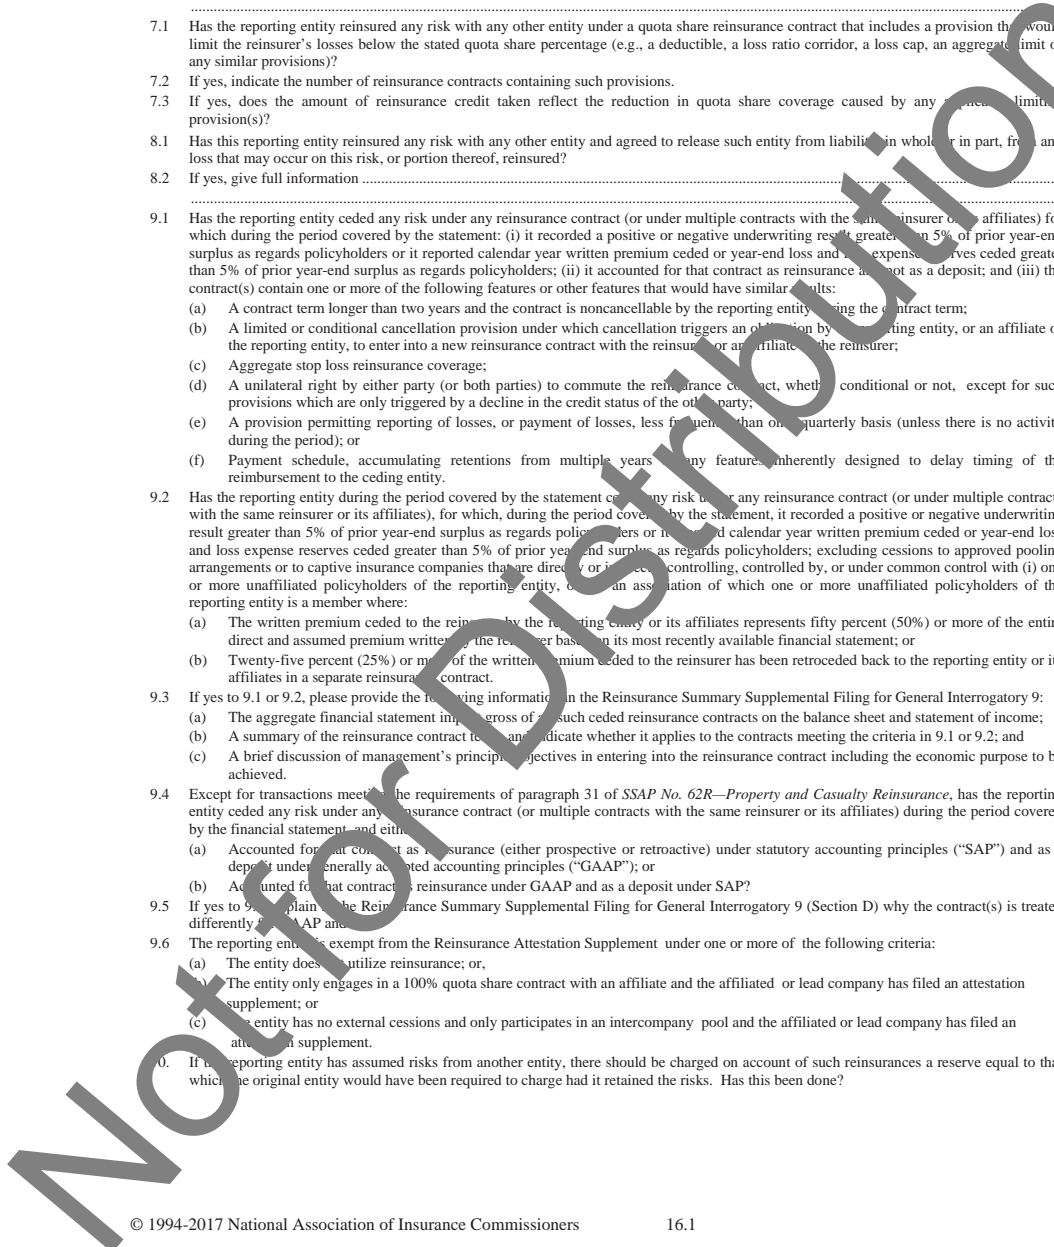 7.1 Has the reporting entity reinsured any risk with any other entity under a quota share reinsurance contract that includes a provision
limit the reinsurer's losses below the stated quota share percentage (e.g., a deductible, a loss ratio corridor, a loss cap, an aggregate limit
any similar provisions)?
7.2 If yes, indicate the number of reinsurance contracts containing such provisions.
7.3 If yes, does the amount of reinsurance credit taken reflect the reduction in quota share coverage caused by any
provision(s)?
8.1 Has this reporting entity reinsured any risk with any other entity and agreed to release such entity from liability, in whole or in part, from
loss that may occur on this risk, or portion thereof, reinsured?
8.2 If yes, give full information
9.1 Has the reporting entity ceded any risk under any reinsurance contract (or under multiple contracts with the reinsurer or its affiliates)
which during the period covered by the statement: (i) it recorded a positive or negative underwriting result greater than 5% of prior
surplus as regards policyholders or it reported calendar year written premium ceded or year-end loss and expense reserves ceded
than 5% of prior year-end surplus as regards policyholders; (ii) it accounted for that contract as reinsurance and not as a deposit; and (iii)
contract(s) contain one or more of the following features or other features that would have similar results:
(a) A contract term longer than two years and the contract is noncancellable by the reporting entity during the contract term;
(b) A limited or conditional cancellation provision under which cancellation triggers an obligation by reporting entity, or an affiliate
the reporting entity, to enter into a new reinsurance contract with the reinsurer, or an affiliate the reinsurer;
(c) Aggregate stop loss reinsurance coverage;
(d) A unilateral right by either party (or both parties) to commute the reinsurance contract, whether conditional or not, except for
provisions which are only triggered by a decline in the credit status of the other party;
(e) A provision permitting reporting of losses, or payment of losses, less frequently than on quarterly basis (unless there is no
during the period); or
(f) Payment schedule, accumulating retentions from multiple years any features inherently designed to delay timing of
reimbursement to the ceding entity.
9.2 Has the reporting entity during the period covered by the statement ceded any risk under any reinsurance contract (or under multiple
with the same reinsurer or its affiliates), for which, during the period covered by the statement, it recorded a positive or negative
result greater than 5% of prior year-end surplus as regards policyholders or calendar year written premium ceded or year-end
and loss expense reserves ceded greater than 5% of prior year-end surplus as regards policyholders; excluding cessions to approved
arrangements or to captive insurance companies that are directly or indirectly controlling, controlled by, or under common control with (i)
or more unaffiliated policyholders of the reporting entity, an association of which one or more unaffiliated policyholders of
reporting entity is a member where:
(a) The written premium ceded to the reinsurer by the reporting entity or its affiliates represents fifty percent (50%) or more of the
direct and assumed premium written by the reinsurer based on its most recently available financial statement; or
(b) Twenty-five percent (25%) or more of the written premium ceded to the reinsurer has been retroceded back to the reporting entity or
affiliates in a separate reinsurance contract.
9.3 If yes to 9.1 or 9.2, please provide the following information in the Reinsurance Summary Supplemental Filing for General Interrogatory 9:
(a) The aggregate financial statement impact gross of all such ceded reinsurance contracts on the balance sheet and statement of income;
(b) A summary of the reinsurance contract terms and indicate whether it applies to the contracts meeting the criteria in 9.1 or 9.2; and
(c) A brief discussion of management's principle objectives in entering into the reinsurance contract including the economic purpose to
achieved.
9.4 Except for transactions meeting the requirements of paragraph 31 of SSAP No. 62R—Property and Casualty Reinsurance, has the
entity ceded any risk under any reinsurance contract (or multiple contracts with the same reinsurer or its affiliates) during the period
by the financial statement, and either
(a) Accounted for that contract as reinsurance (either prospective or retroactive) under statutory accounting principles ("SAP") and as
deposit under generally accepted accounting principles ("GAAP"); or
(b) Accounted for that contract as reinsurance under GAAP and as a deposit under SAP?
9.5 If yes to explain the Reinsurance Summary Supplemental Filing for General Interrogatory 9 (Section D) why the contract(s) is
differently GAAP and
9.6 The reporting entity is exempt from the Reinsurance Attestation Supplement under one or more of the following criteria:
(a) The entity does not utilize reinsurance; or,
(b) The entity only engages in a 100% quota share contract with an affiliate and the affiliated or lead company has filed an attestation
supplement; or
(c) entity has no external cessions and only participates in an intercompany pool and the affiliated or lead company has filed an
supplement.
If the reporting entity has assumed risks from another entity, there should be charged on account of such reinsurances a reserve equal to
which the original entity would have been required to charge had it retained the risks. Has this been done?
Not for Distribution
© 1994-2017 National Association of Insurance Commissioners 16.1